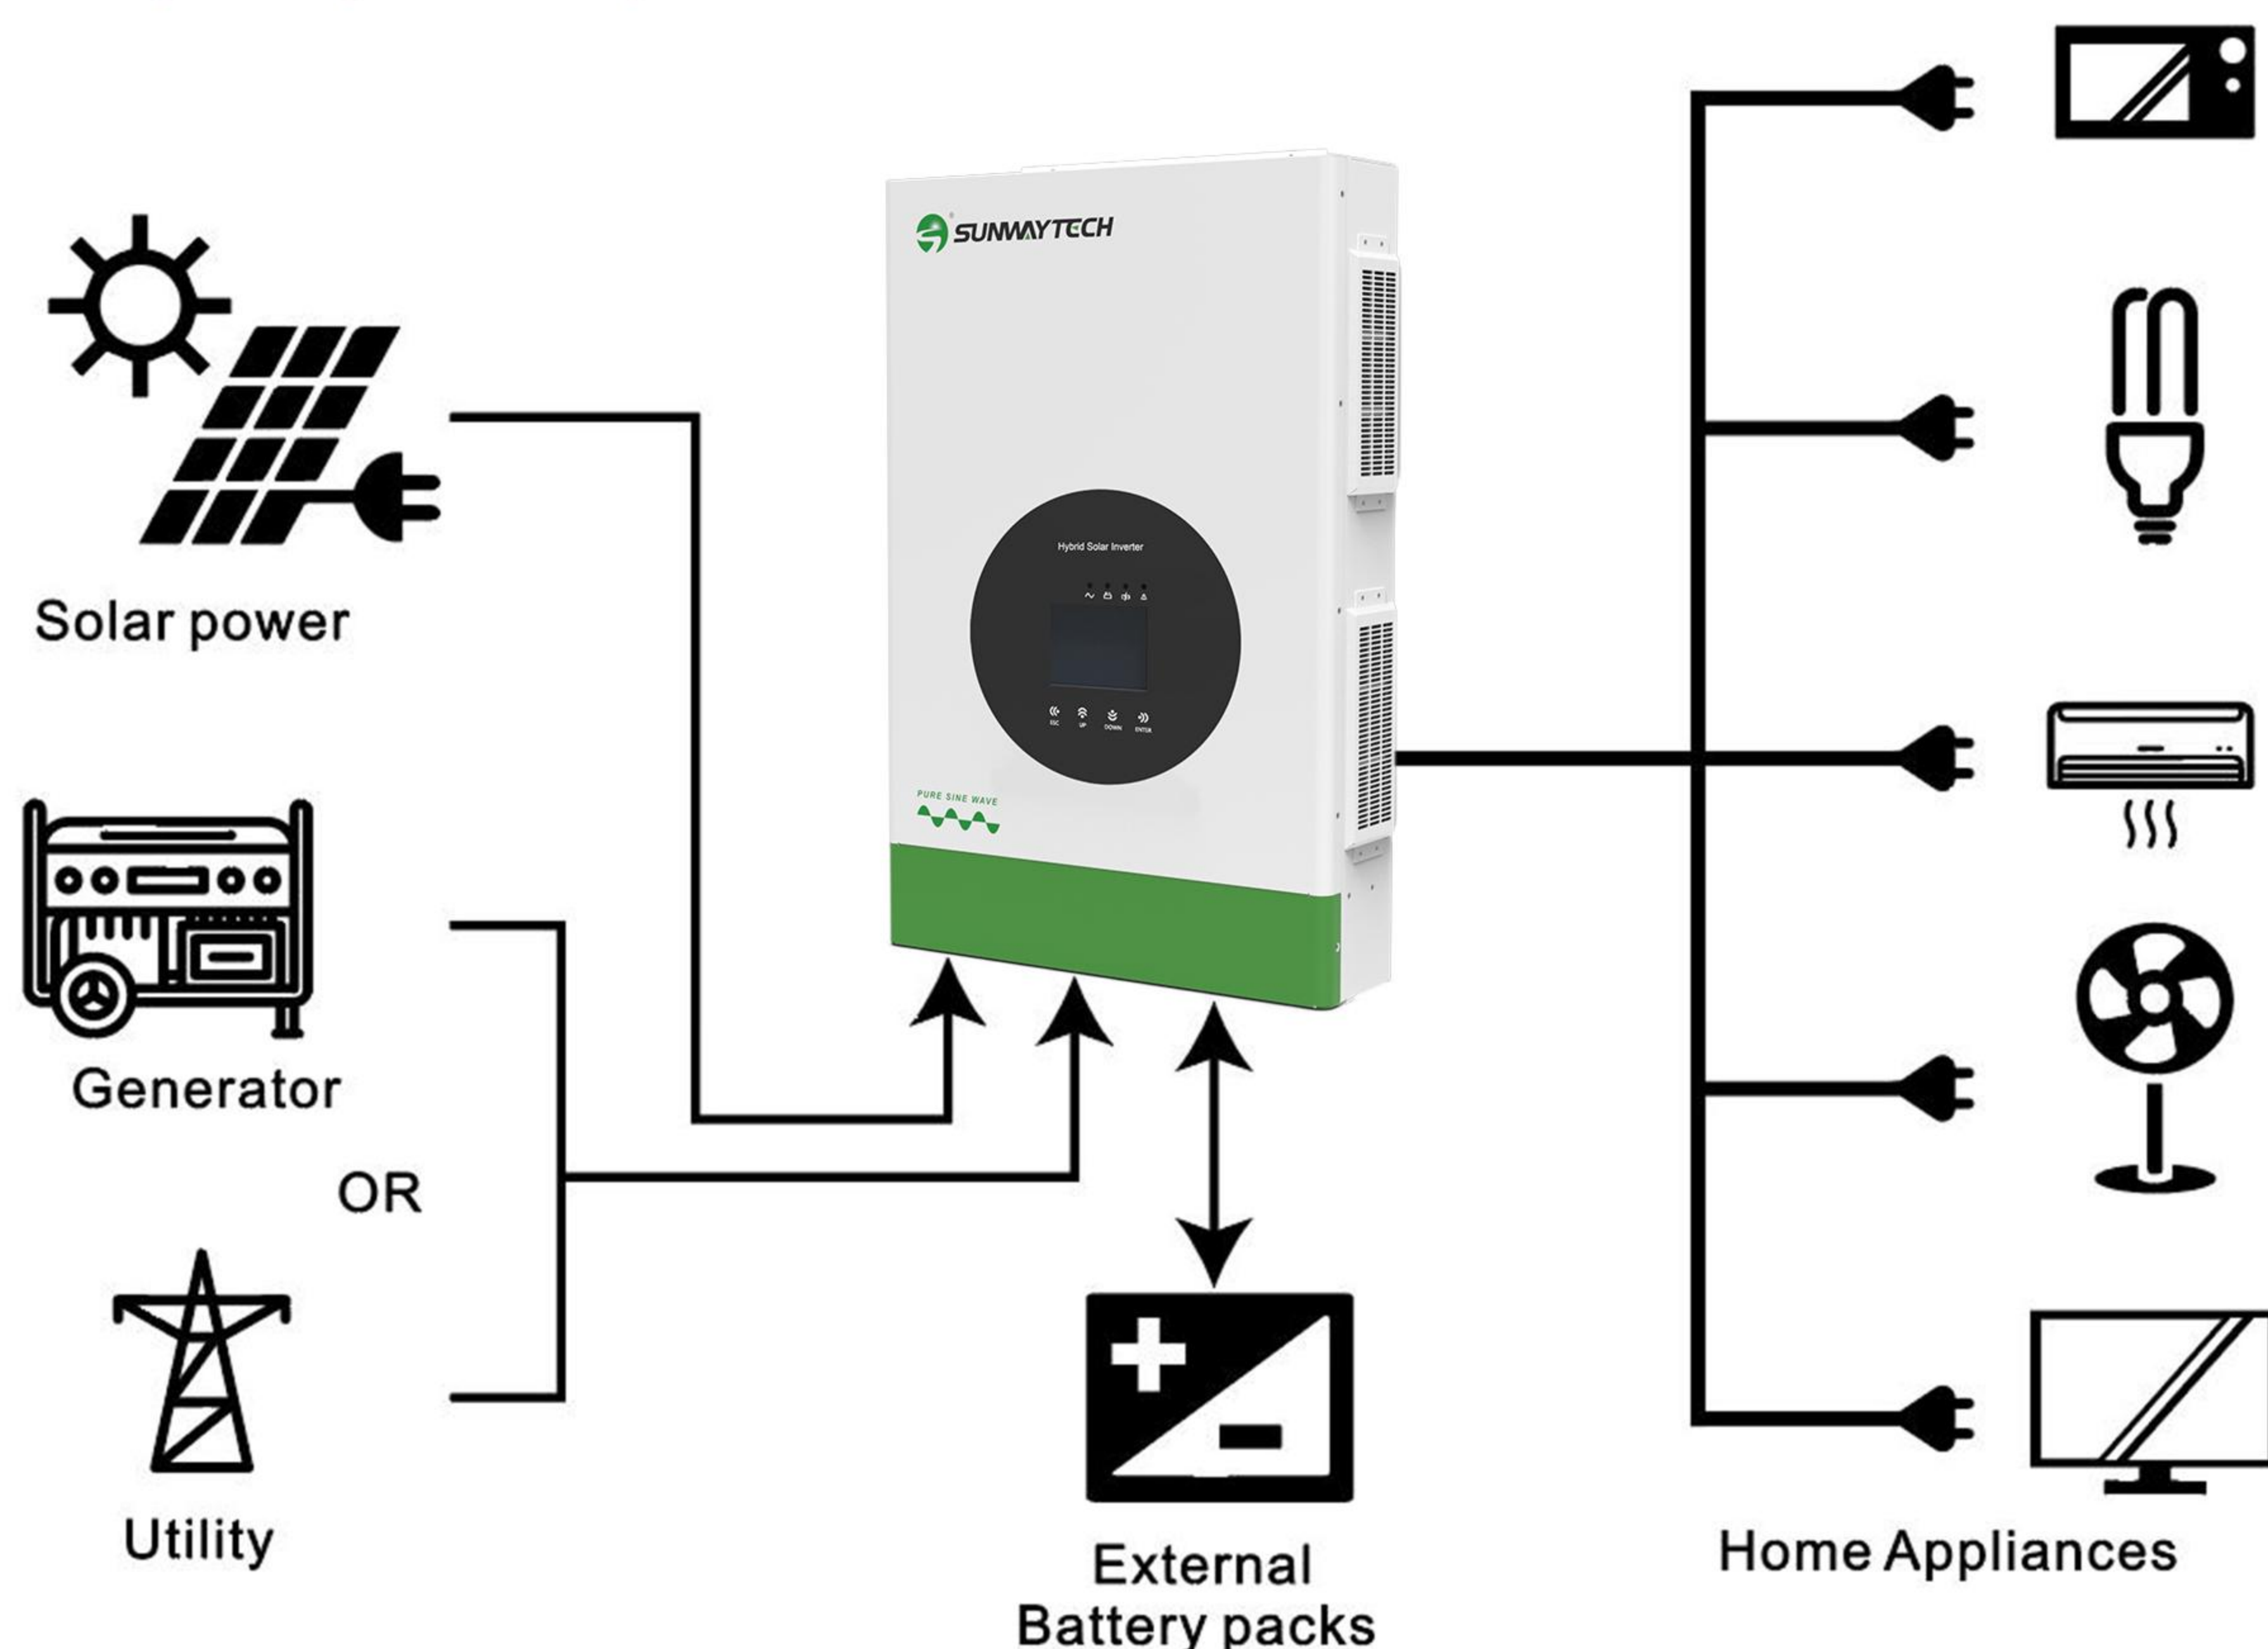 SUNWAYTECH
®
Hybrid Solar Inverter
ESC UP DOWN ENTER
PURE SINE WAVE
Solar power
Generator
OR
Utility
External
Battery packs
Home Appliances